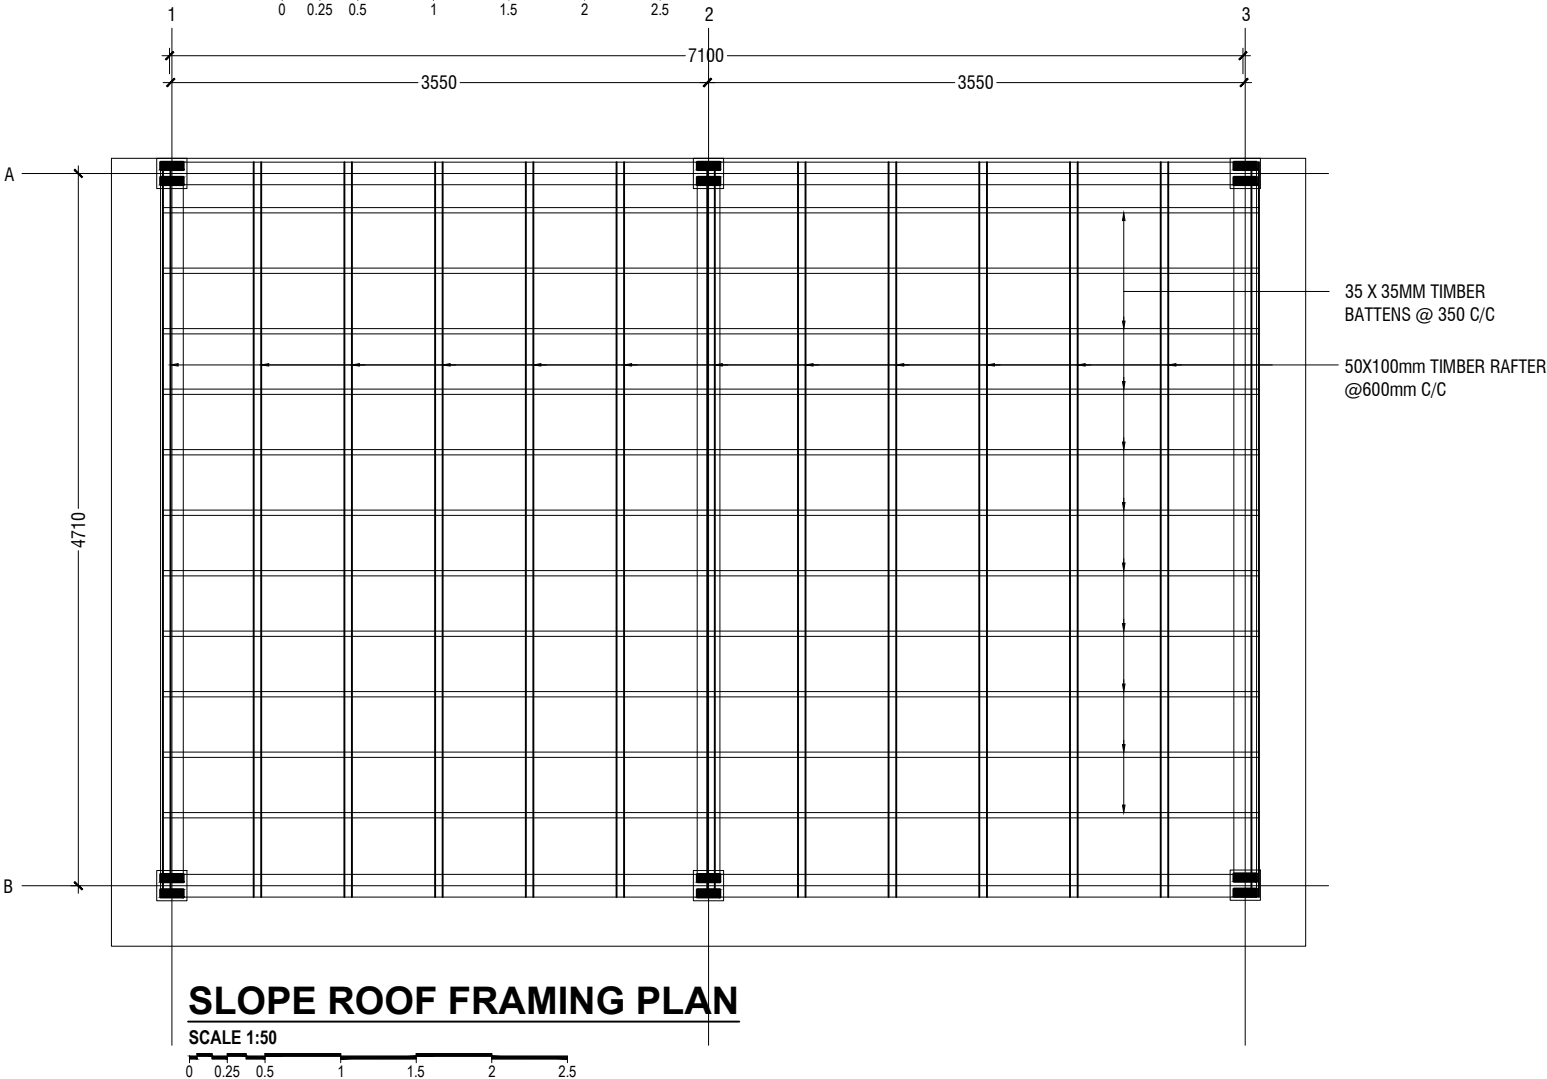 0 0.25 0.5 1 1.5 2 2.5
1 2 3
7100
3550 3550
A
35 X 35MM TIMBER
BATTENS @ 350 C/C
50X100mm TIMBER RAFTER
@600mm C/C
4710
B
SLOPE ROOF FRAMING PLAN
SCALE 1:50
0 0.25 0.5 1 1.5 2 2.5